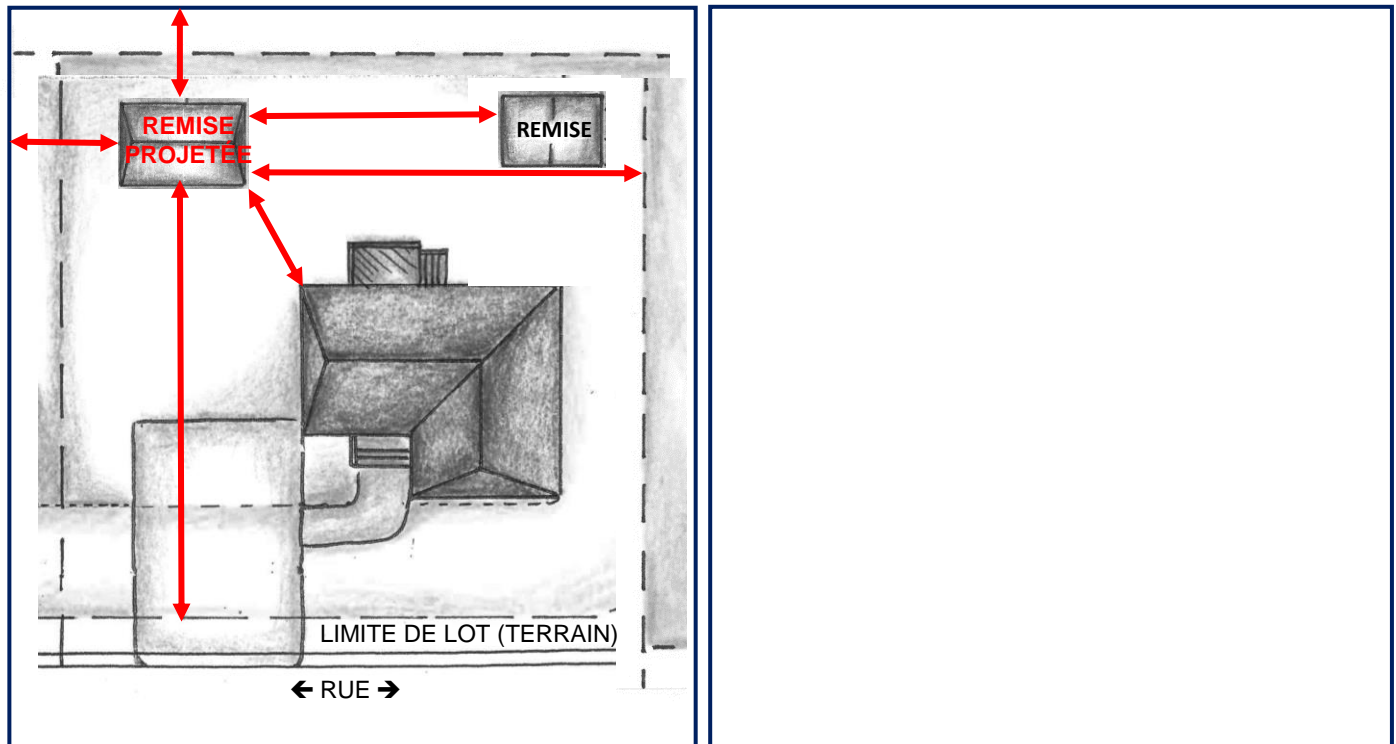 REMISE
PROJETÉE
REMISE
LIMITE DE LOT (TERRAIN)
← RUE →